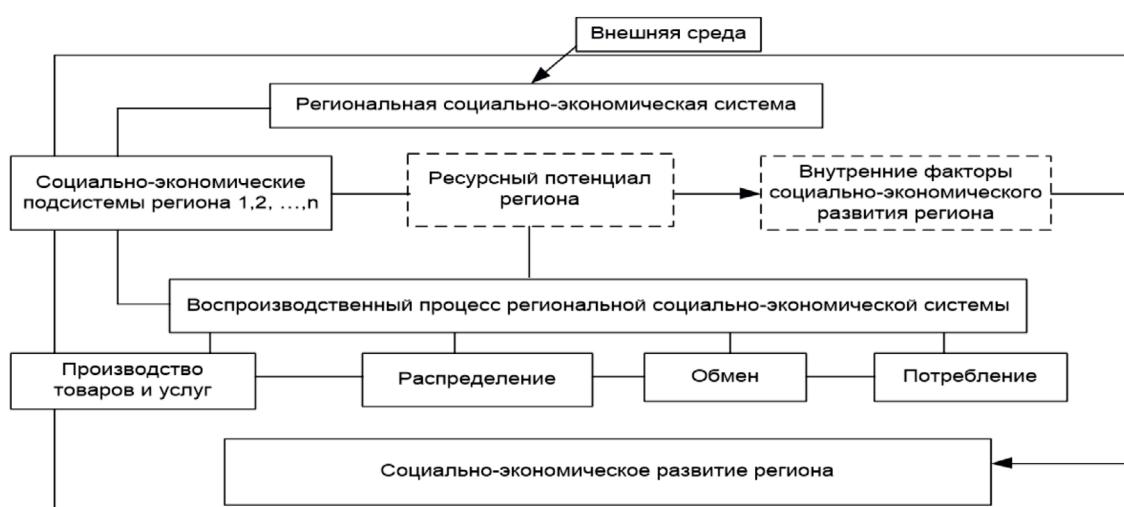 Внешняя среда
Региональная социально-экономическая система
Социально-экономические
подсистемы региона 1,2, …,n
Ресурсный потенциал
региона
Внутренние факторы
социально-экономического
развития региона
Воспроизводственный процесс региональной социально-экономической системы
Производство
товаров и услуг
Распределение
Обмен
Потребление
Социально-экономическое развитие региона